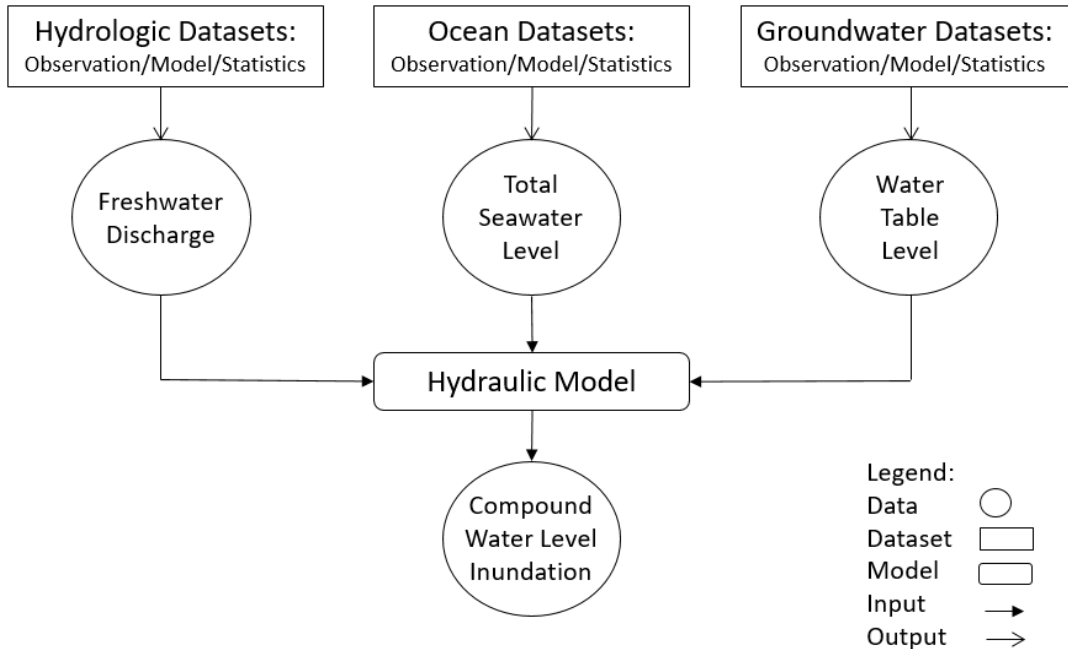 Hydrologic Datasets:
Observation/Model/Statistics
Ocean Datasets:
Observation/Model/Statistics
Groundwater Datasets:
Observation/Model/Statistics
Freshwater
Discharge
Total
Seawater
Level
Water
Table
Level
Hydraulic Model
Compound
Water Level
Inundation
Legend:
Data
Dataset
Model
Input
Output